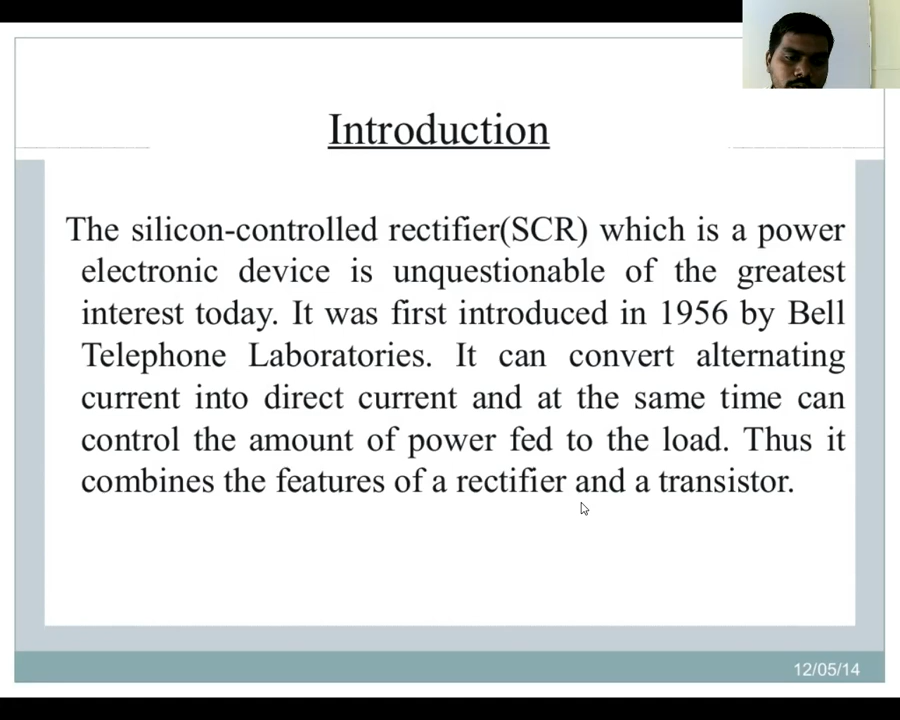 Introduction
The silicon-controlled rectifier(SCR) which is a power
electronic device is unquestionable of the greatest
interest today. It was first introduced in 1956 by Bell
Telephone Laboratories. It can convert alternating
current into direct current and at the same time can
control the amount of power fed to the load. Thus it
combines the features of a rectifier and a transistor.
12/05/14